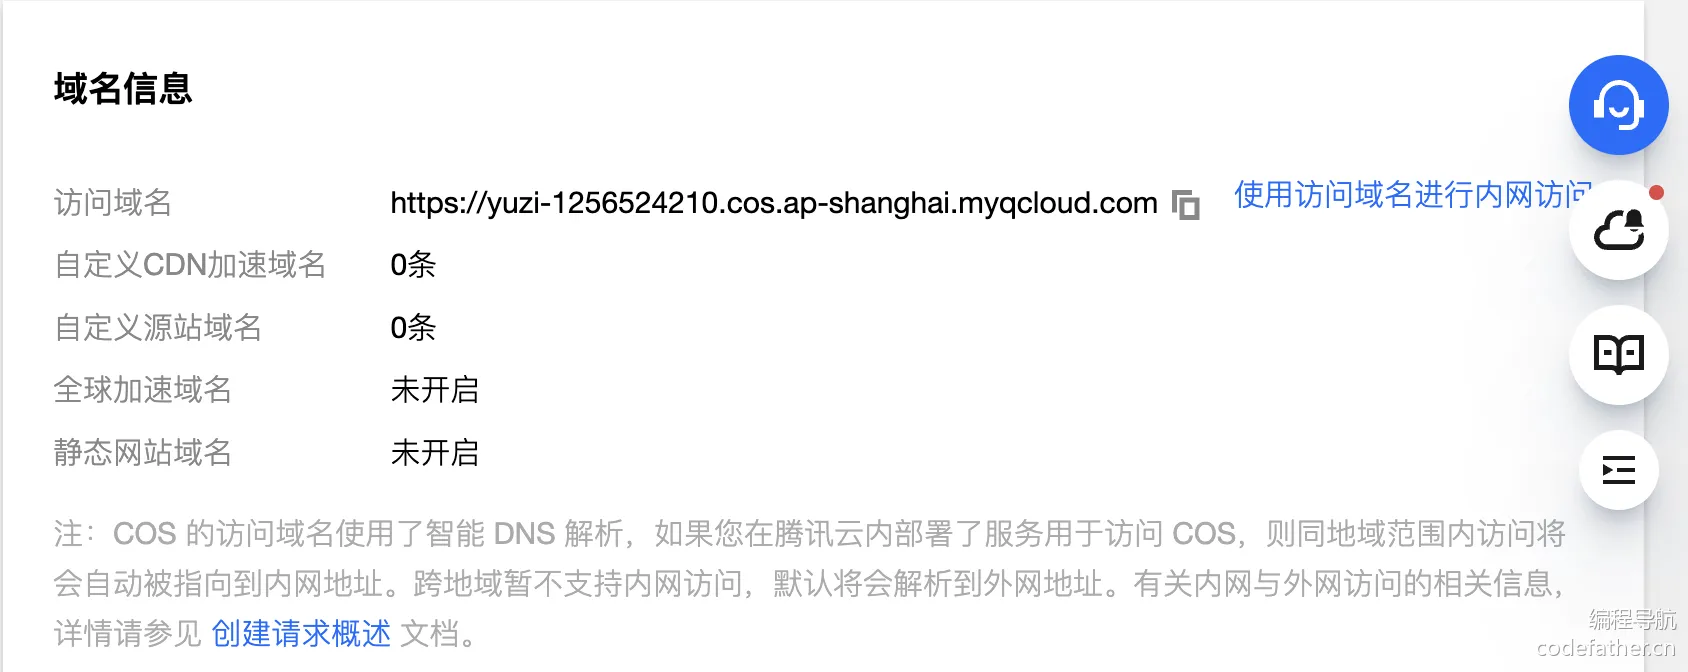 域名信息
访问域名 https://yuzi-1256524210.cos.ap-shanghai.myqcloud.com 使用访问域名进行内网访问
自定义CDN加速域名 0条
自定义源站域名 0条
全球加速域名 未开启
静态网站域名 未开启
注：COS 的访问域名使用了智能 DNS 解析，如果您在腾讯云内部署了服务用于访问 COS，则同地域范围内访问将
会自动被指向到内网地址。跨地域暂不支持内网访问，默认将会解析到外网地址。有关内网与外网访问的相关信息，
详情请参见 创建请求概述 文档。
编程导航
codefather.cn